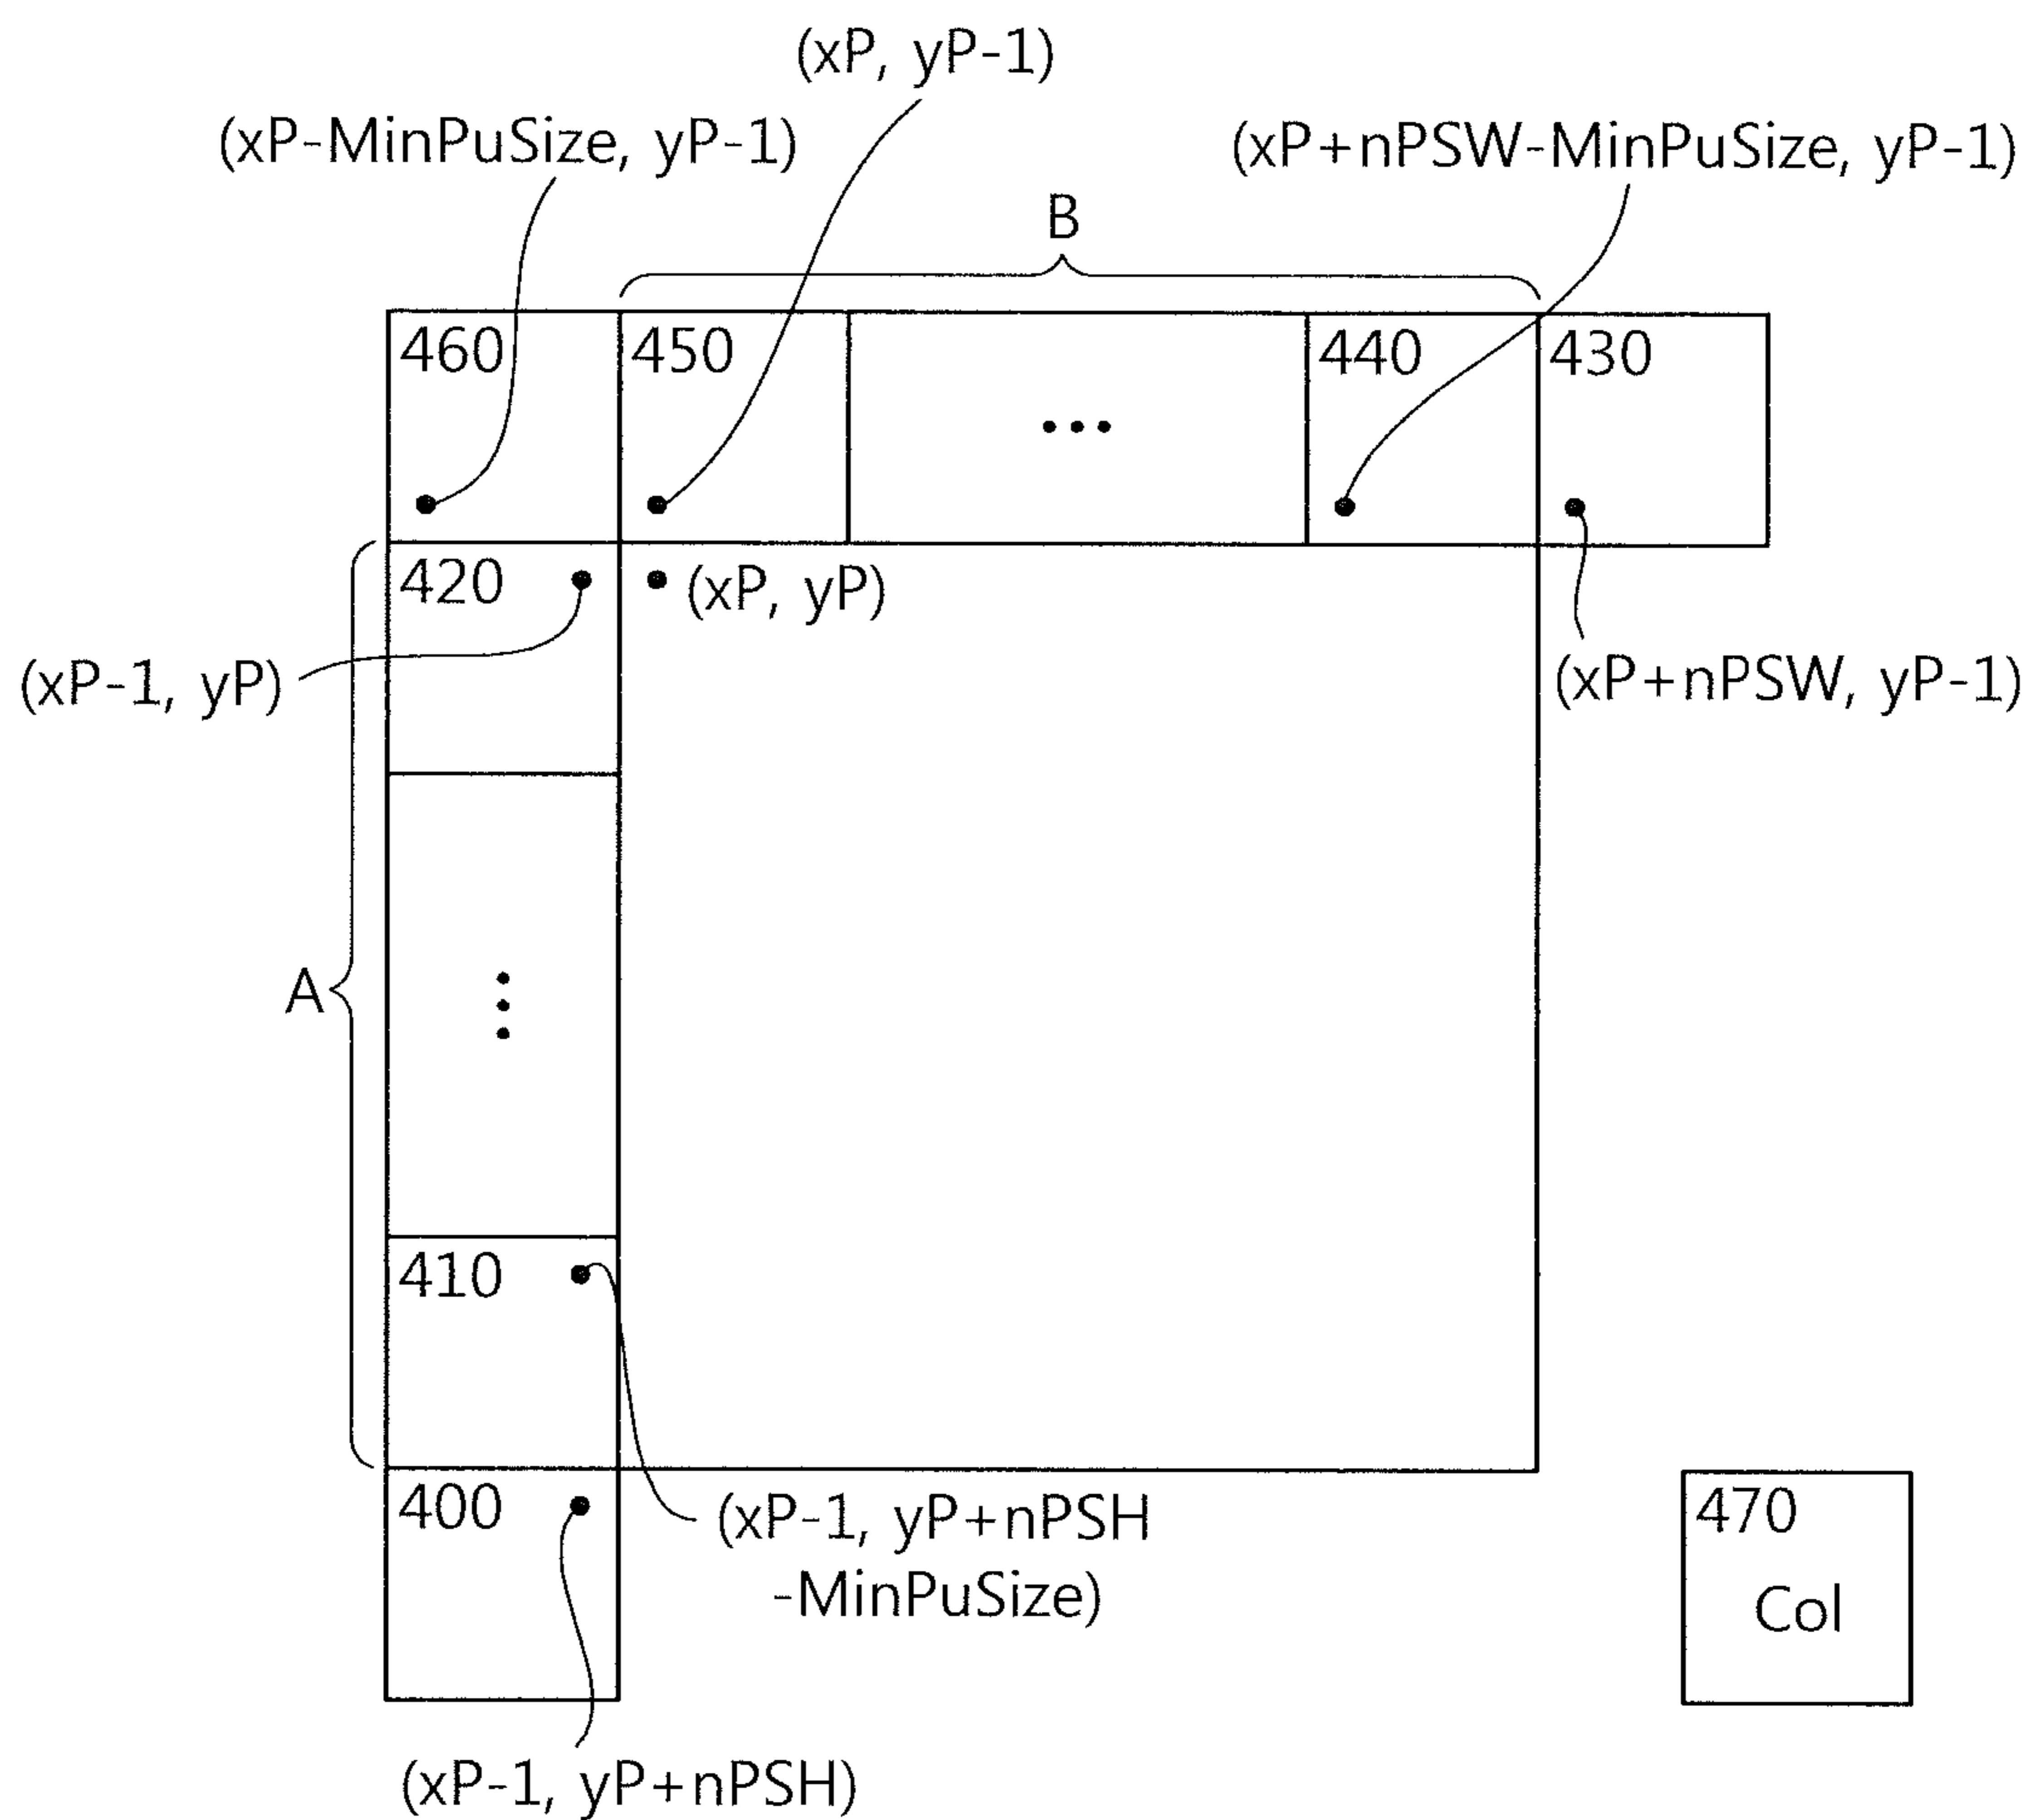 (xP, yP-1)
(xP-MinPuSize, yP-1)
(xP+nPSW-MinPuSize, yP-1)
B
460
450
...
440
430
420
(xP, yP)
(xP-1, yP)
(xP+nPSW, yP-1)
A
...
410
400
(xP-1, yP+nPSH
-MinPuSize)
470
Col
(xP-1, yP+nPSH)